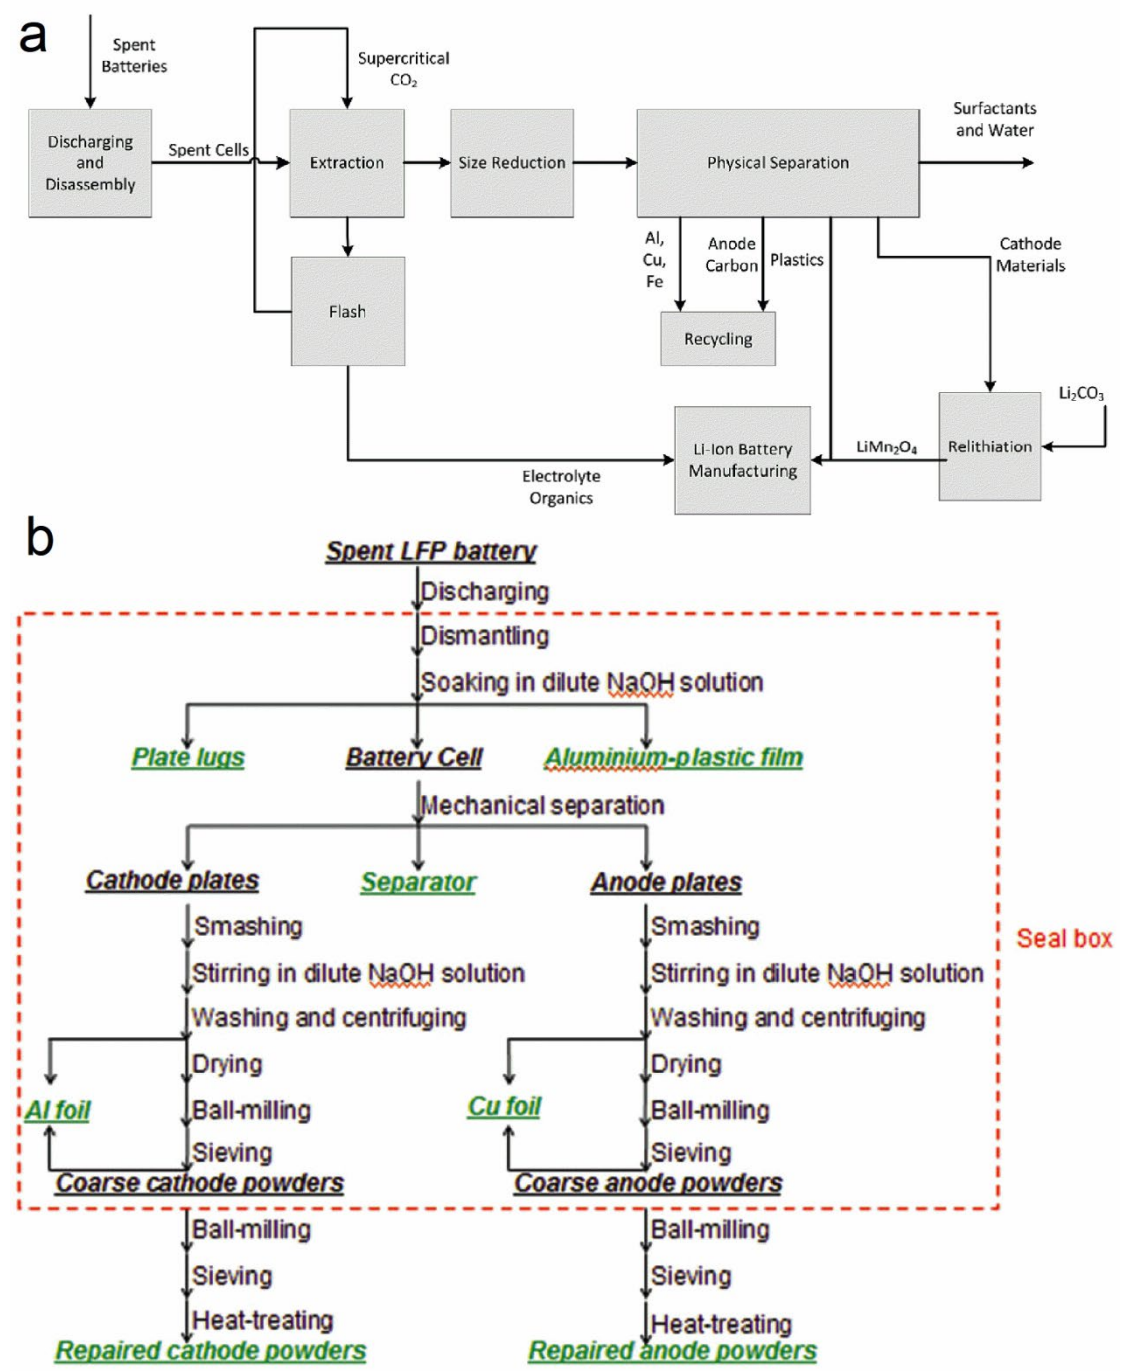 a
Spent
Batteries
Supercritical
CO₂
Surfactants
and Water
Discharging
and
Disassembly
Spent Cells
Extraction
Size Reduction
Physical Separation
Al,
Cu,
Fe
Anode
Carbon
Plastics
Cathode
Materials
Flash
Recycling
Li₂CO₃
Li-Ion Battery
Manufacturing
LiMn₂O₄
Relithiation
Electrolyte
Organics
b
Spent LFP battery
Discharging
Dismantling
Soaking in dilute NaOH solution
Plate lugs
Battery Cell
Aluminium-plastic film
Mechanical separation
Cathode plates
Separator
Anode plates
Smashing
Smashing
Seal box
Stirring in dilute NaOH solution
Stirring in dilute NaOH solution
Washing and centrifuging
Washing and centrifuging
Drying
Drying
Al foil
Ball-milling
Cu foil
Ball-milling
Sieving
Sieving
Coarse cathode powders
Coarse anode powders
Ball-milling
Ball-milling
Sieving
Sieving
Heat-treating
Heat-treating
Repaired cathode powders
Repaired anode powders